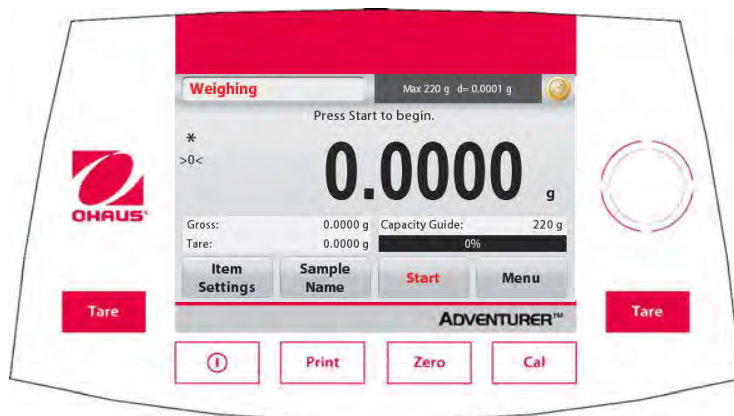 Weighing
Max 220 g d= 0.0001 g
Press Start to begin.
*
>0<
0.0000 g
OHAUS
Gross: 0.0000 g Capacity Guide: 220 g
Tare: 0.0000 g 0%
Item Settings Sample Name Start Menu
Tare
ADVENTURER™
Tare
Print Zero Cal